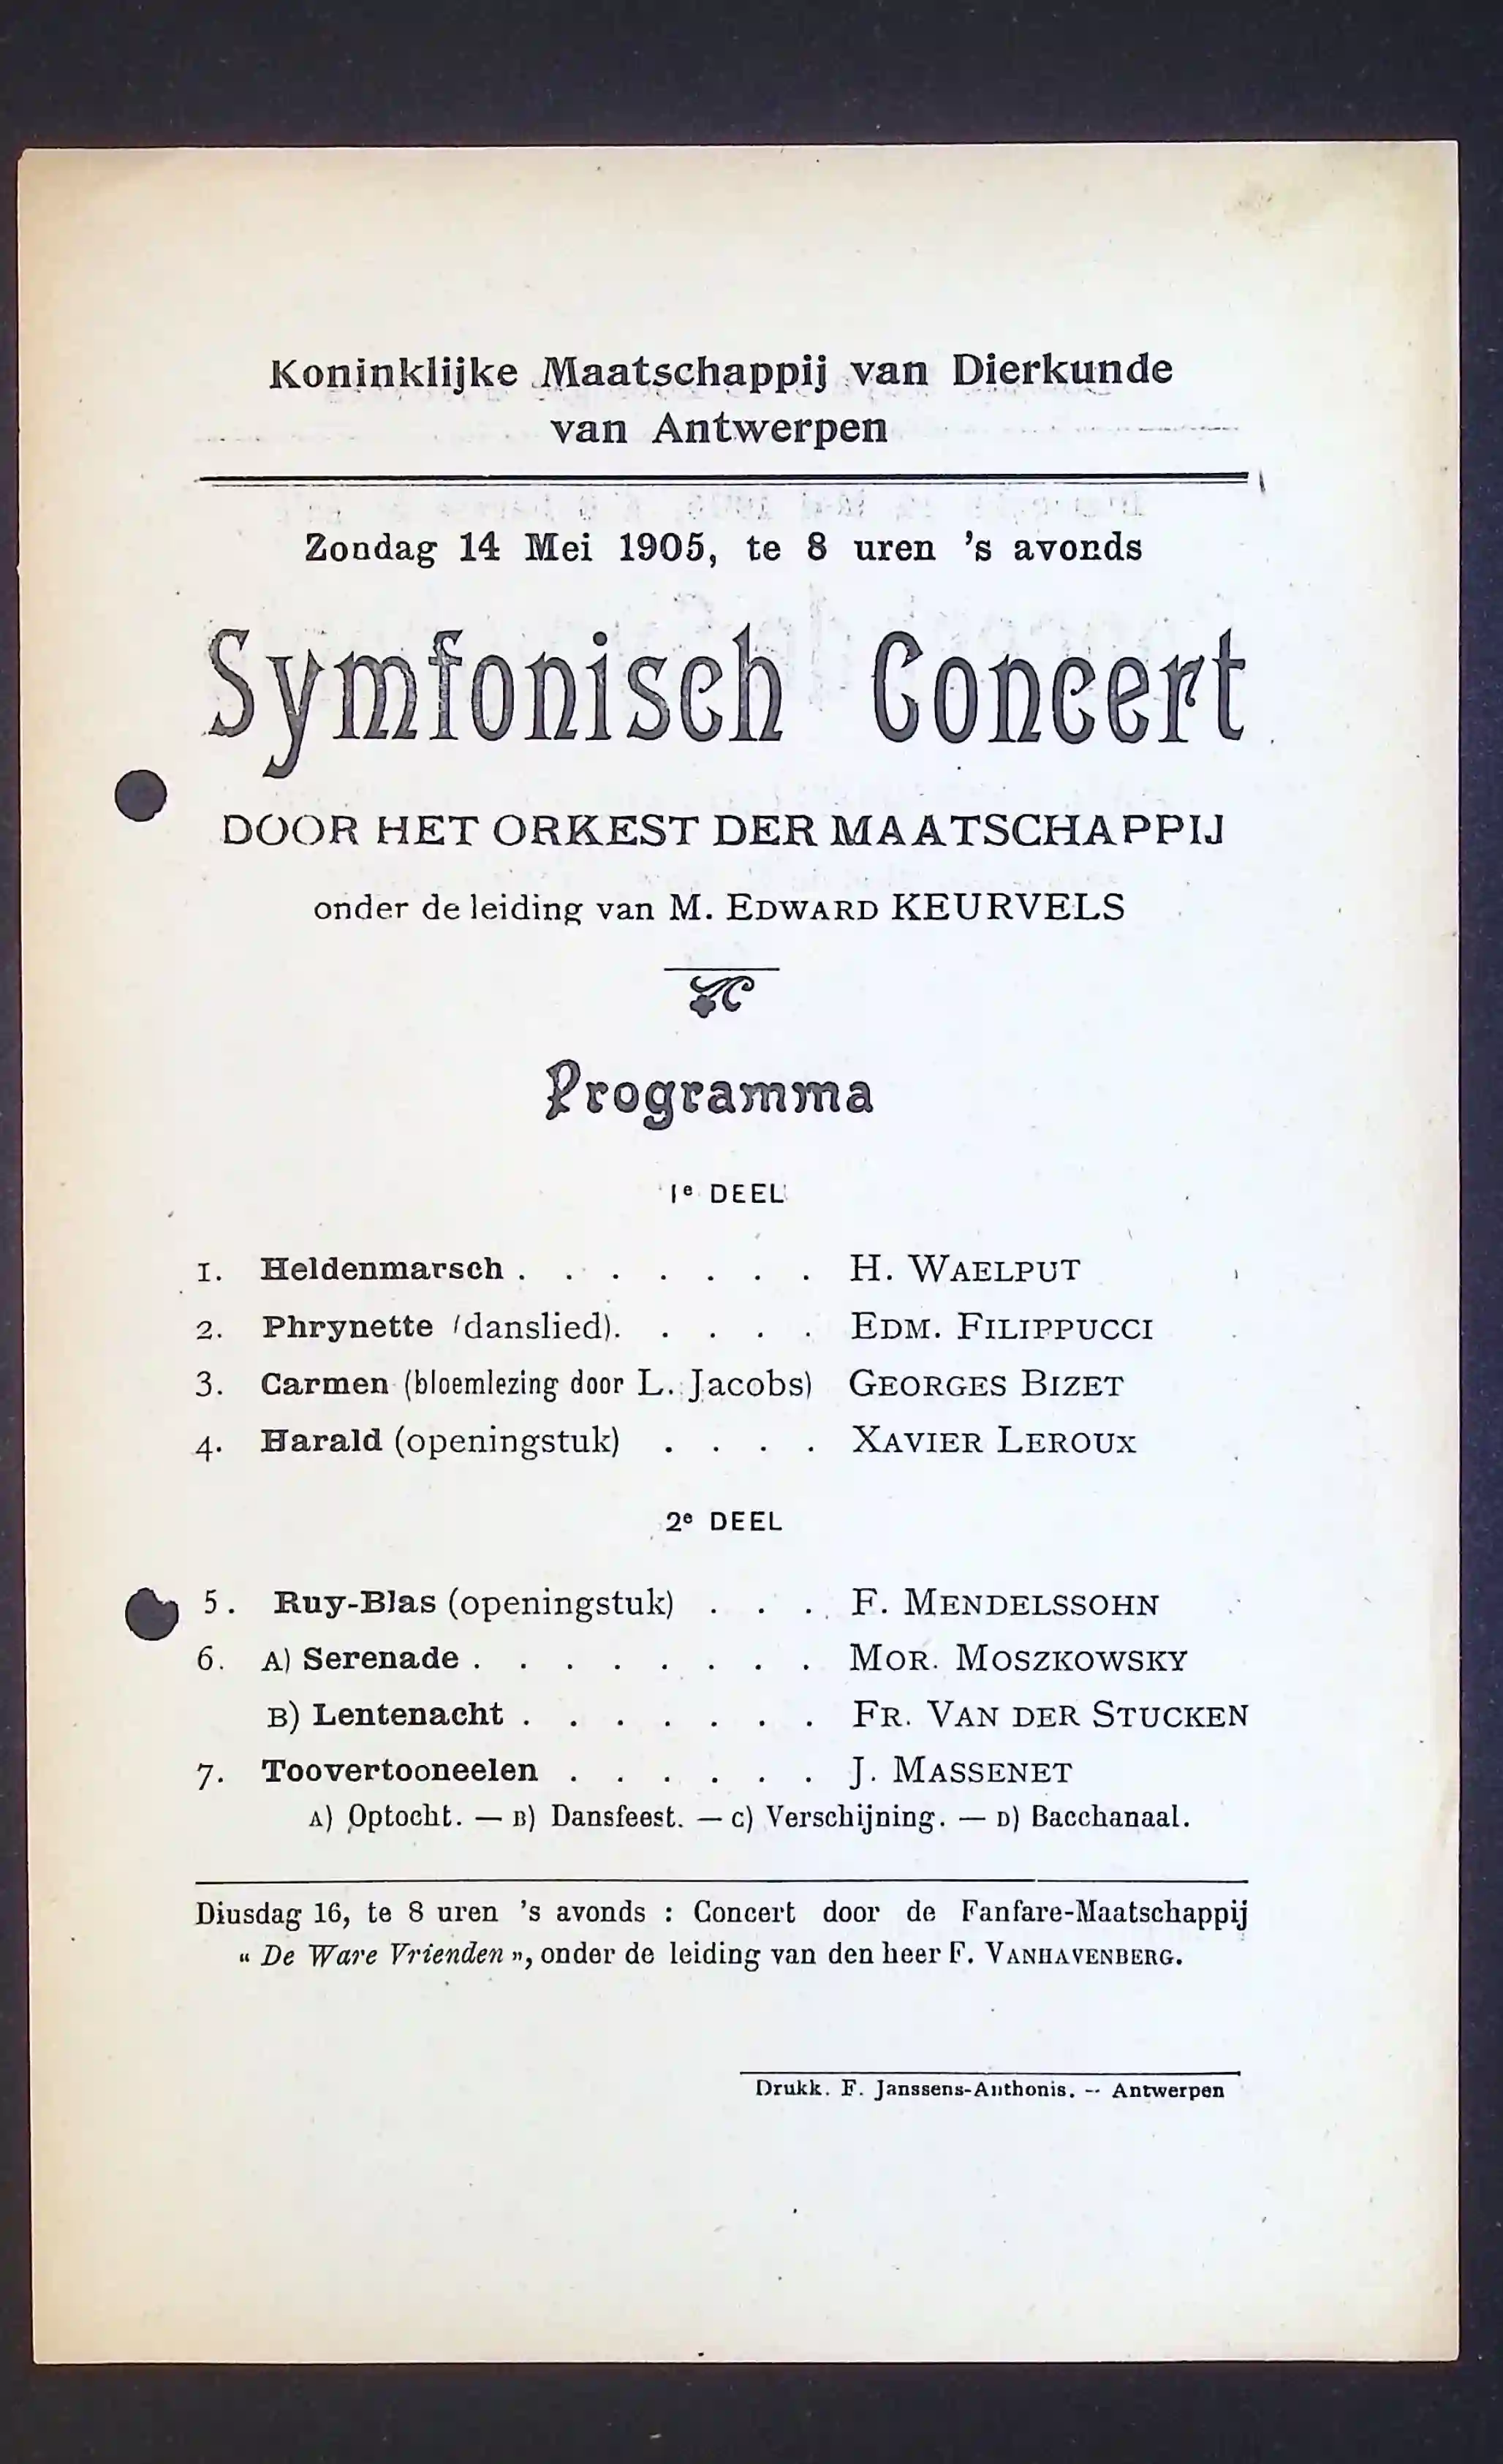 Koninklijke Maatschappij van Dierkunde
van Antwerpen
Zondag 14 Mei 1905, te 8 uren 's avonds
Symfonisch Concert
DOOR HET ORKEST DER MAATSCHAPPIJ
onder de leiding van M. EDWARD KEURVELS
Programma
1e DEEL
1. Heldenmarsch . . . . . . . H. WAELPUT
2. Phrynette (danslied). . . . . EDM. FILIPPUCCI
3. Carmen (bloemlezing door L. Jacobs) GEORGES BIZET
4. Harald (openingstuk) . . . . XAVIER LEROUX
2e DEEL
5. Ruy-Blas (openingstuk) . . . F. MENDELSSOHN
6. A) Serenade . . . . . . . . MOR. MOSZKOWSKY
B) Lentenacht . . . . . . . FR. VAN DER STUCKEN
7. Toovertooneelen . . . . . . J. MASSENET
A) Optocht. — B) Dansfeest. — C) Verschijning. — D) Bacchanaal.
Diusdag 16, te 8 uren 's avonds : Concert door de Fanfare-Maatschappij
« De Ware Vrienden », onder de leiding van den heer F. VANHAVENBERG.
Drukk. F. Janssens-Anthonis. -- Antwerpen